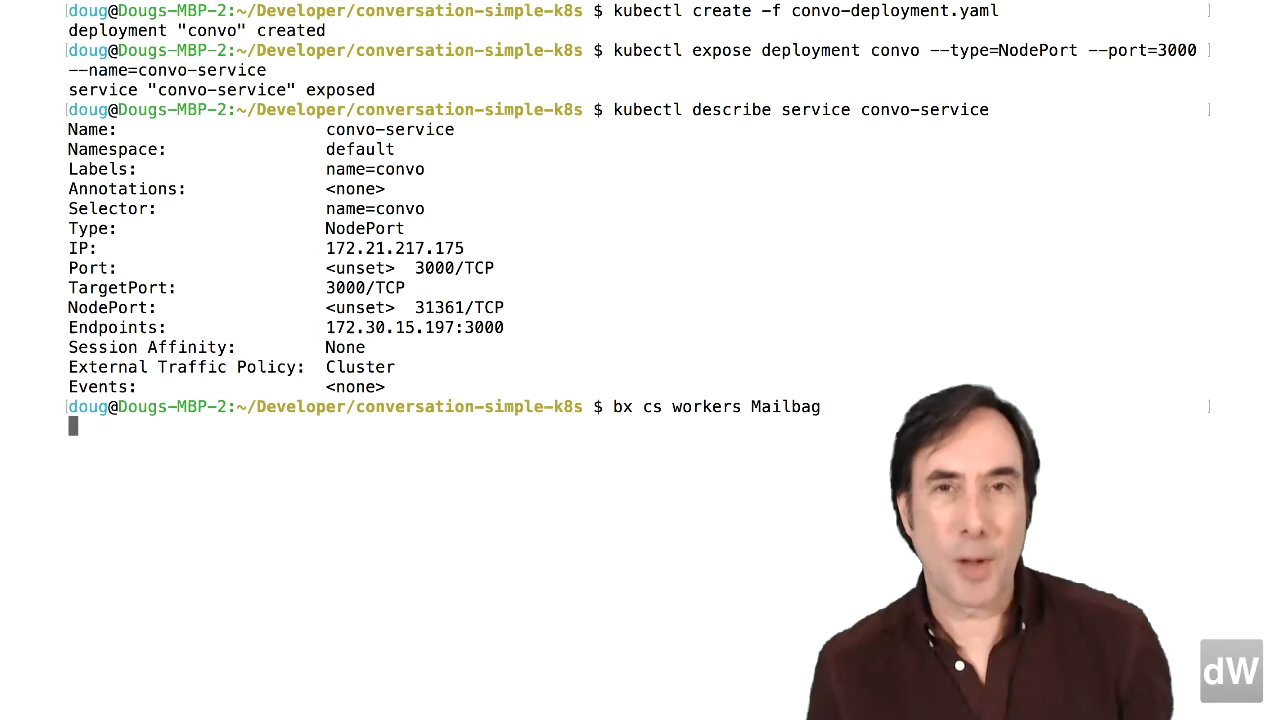 doug@Dougs-MBP-2:~/Developer/conversation-simple-k8s $ kubectl create -f convo-deployment.yaml
deployment "convo" created
doug@Dougs-MBP-2:~/Developer/conversation-simple-k8s $ kubectl expose deployment convo --type=NodePort --port=3000
--name=convo-service
service "convo-service" exposed
doug@Dougs-MBP-2:~/Developer/conversation-simple-k8s $ kubectl describe service convo-service
Name: convo-service
Namespace: default
Labels: name=convo
Annotations: <none>
Selector: name=convo
Type: NodePort
IP: 172.21.217.175
Port: <unset> 3000/TCP
TargetPort: 3000/TCP
NodePort: <unset> 31361/TCP
Endpoints: 172.30.15.197:3000
Session Affinity: None
External Traffic Policy: Cluster
Events: <none>
doug@Dougs-MBP-2:~/Developer/conversation-simple-k8s $ bx cs workers Mailbag
dW